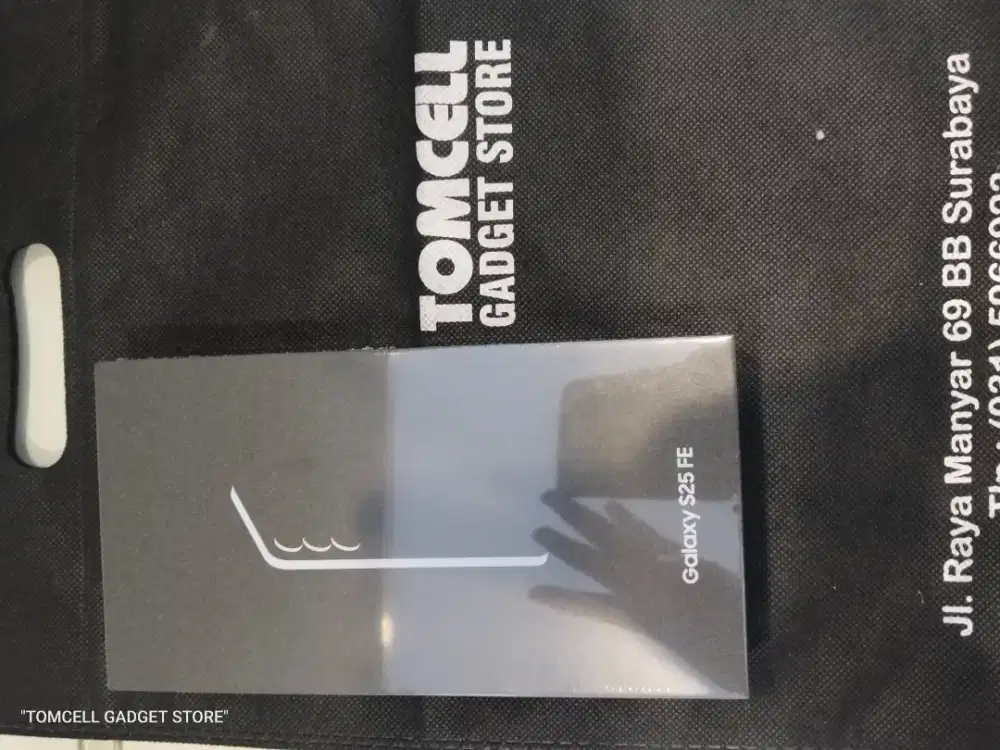 TOMCELL
GADGET STORE
Jl. Raya Manyar 69 BB Surabaya
Galaxy S25 FE
"TOMCELL GADGET STORE"